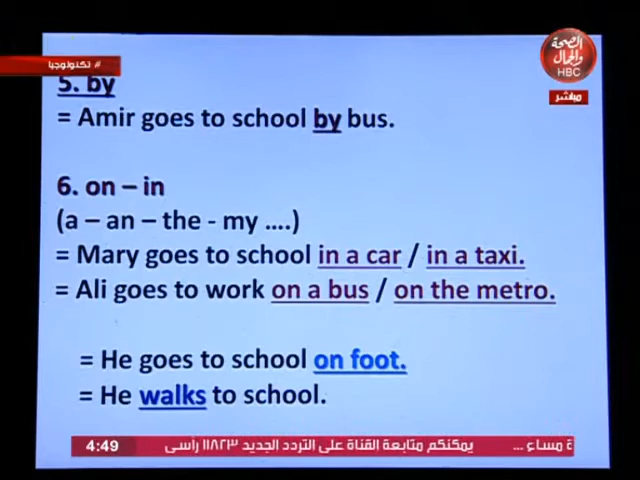 # تكنولوجيا
الصحة
والجمال
HBC
مباشر
5. by
= Amir goes to school by bus.
6. on – in
(a – an – the - my ....)
= Mary goes to school in a car / in a taxi.
= Ali goes to work on a bus / on the metro.
= He goes to school on foot.
= He walks to school.
4:49
يمكنكم متابعة القناة على التردد الجديد ١١٨٢٣ رأسى
ة مساء ...